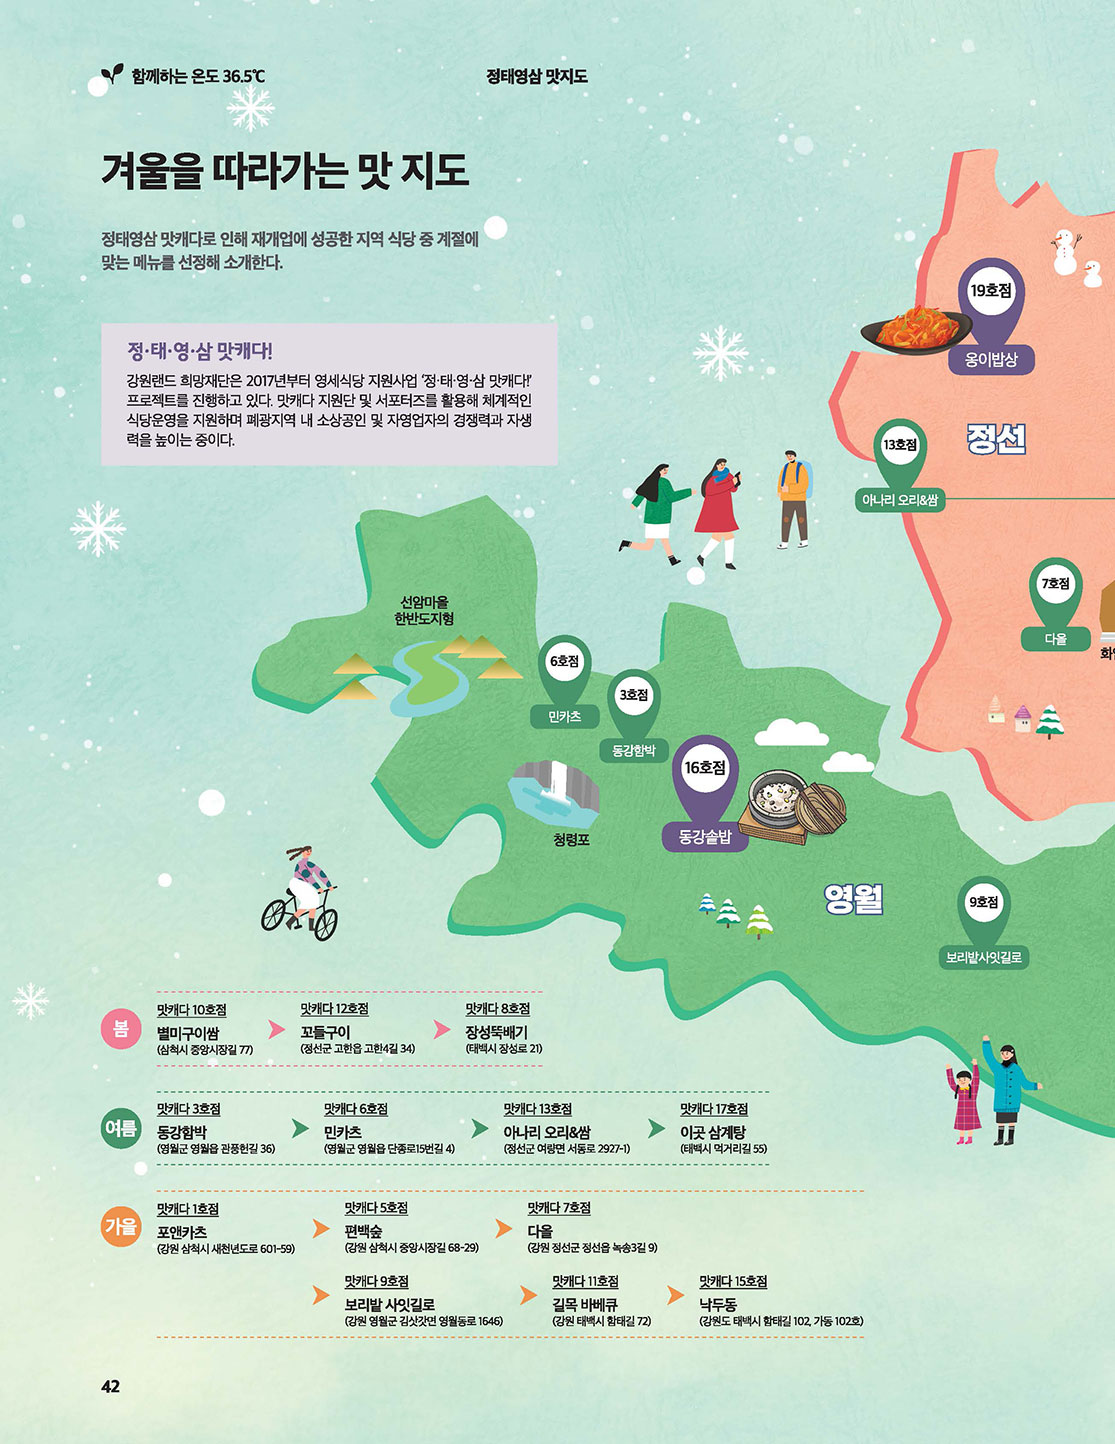 함께하는 온도 36.5℃
정태영삼 맛지도
겨울을 따라가는 맛 지도
정태영삼 맛캐다로 인해 재개업에 성공한 지역 식당 중 계절에
맞는 메뉴를 선정해 소개한다.
정·태·영·삼 맛캐다!
강원랜드 희망재단은 2017년부터 영세식당 지원사업 ‘정·태·영·삼 맛캐다!’
프로젝트를 진행하고 있다. 맛캐다 지원단 및 서포터즈를 활용해 체계적인
식당운영을 지원하며 폐광지역 내 소상공인 및 자영업자의 경쟁력과 자생
력을 높이는 중이다.
19호점
옹이밥상
정선
13호점
아나리 오리&쌈
7호점
다올
화암
선암마을
한반도지형
6호점
민카츠
3호점
동강함박
16호점
동강솥밥
청령포
영월
9호점
보리밭사잇길로
봄
맛캐다 10호점
별미구이쌈
(삼척시 중앙시장길 77)
맛캐다 12호점
꼬들구이
(정선군 고한읍 고한4길 34)
맛캐다 8호점
장성뚝배기
(태백시 장성로 21)
여름
맛캐다 3호점
동강함박
(영월군 영월읍 관풍헌길 36)
맛캐다 6호점
민카츠
(영월군 영월읍 단종로15번길 4)
맛캐다 13호점
아나리 오리&쌈
(정선군 여량면 서동로 2927-1)
맛캐다 17호점
이곳 삼계탕
(태백시 먹거리길 55)
가을
맛캐다 1호점
포앤카츠
(강원 삼척시 새천년도로 601-59)
맛캐다 5호점
편백숲
(강원 삼척시 중앙시장길 68-29)
맛캐다 7호점
다올
(강원 정선군 정선읍 녹송3길 9)
맛캐다 9호점
보리밭 사잇길로
(강원 영월군 김삿갓면 영월동로 1646)
맛캐다 11호점
길목 바베큐
(강원 태백시 함태길 72)
맛캐다 15호점
낙두동
(강원도 태백시 함태길 102, 가동 102호)
42